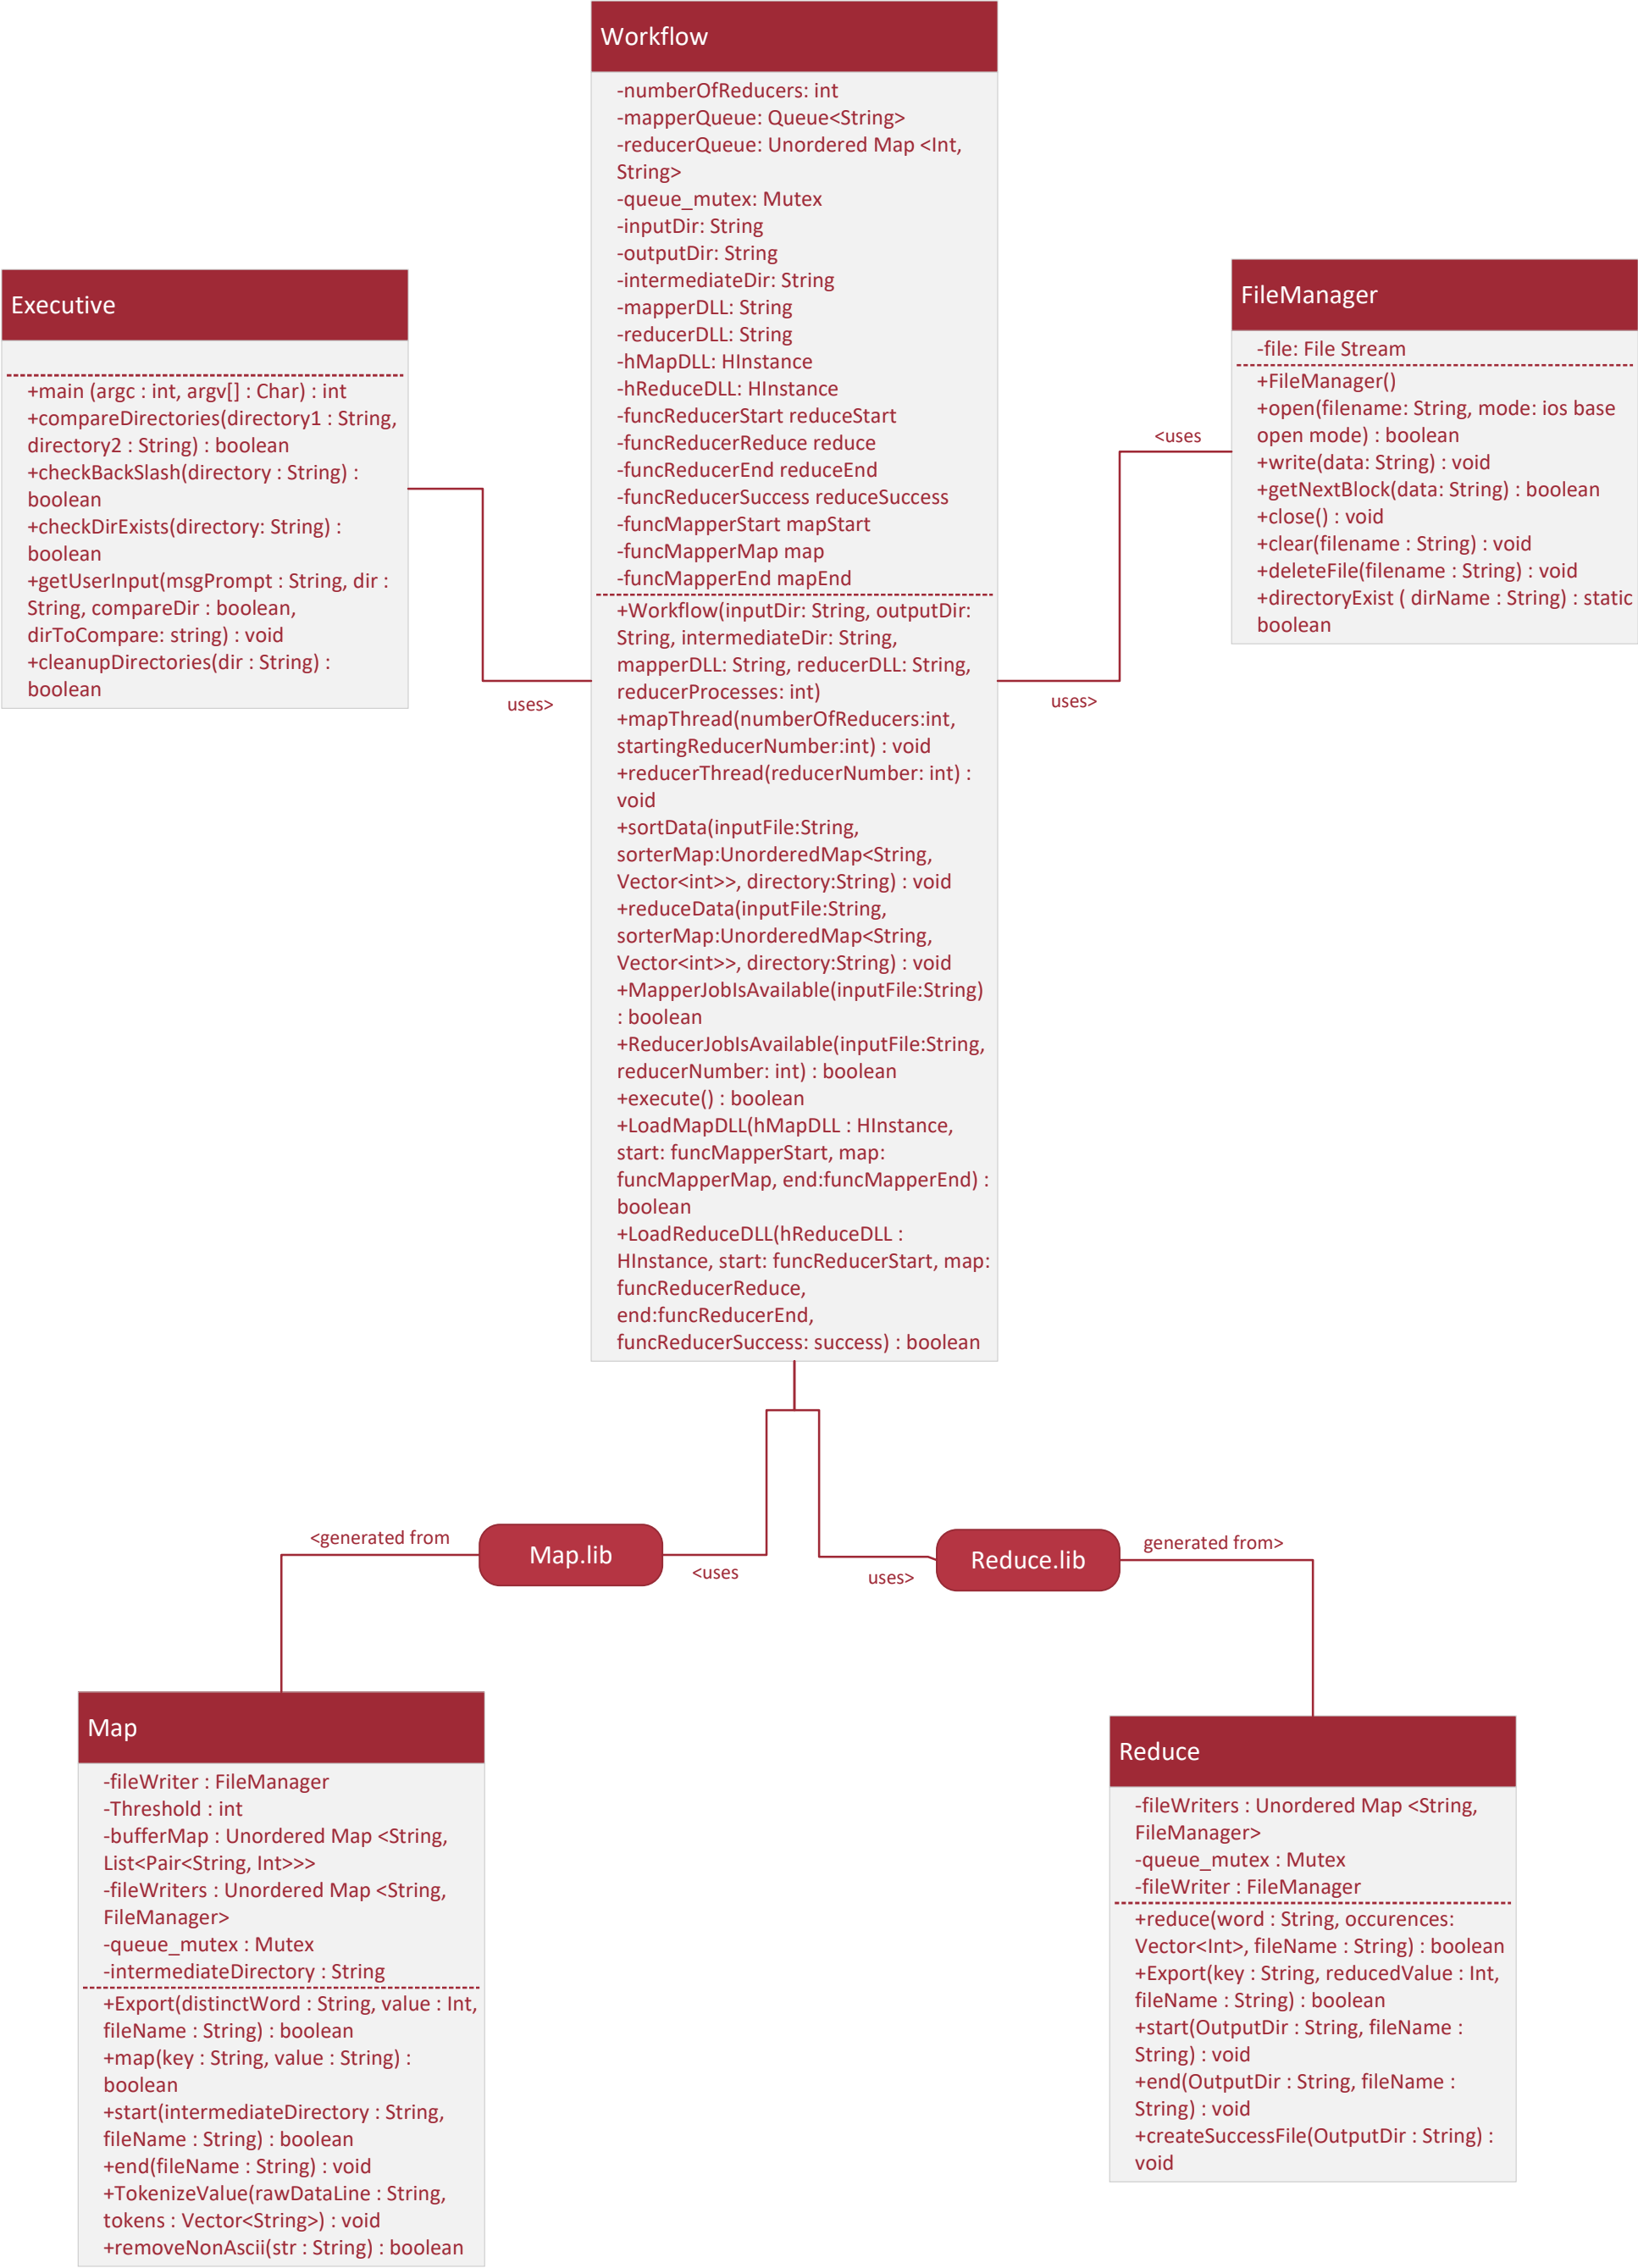 Workflow
-numberOfReducers: int
-mapperQueue: Queue<String>
-reducerQueue: Unordered Map <Int,
String>
-queue_mutex: Mutex
-inputDir: String
-outputDir: String
-intermediateDir: String
-mapperDLL: String
-reducerDLL: String
-hMapDLL: HInstance
-hReduceDLL: HInstance
-funcReducerStart reduceStart
-funcReducerReduce reduce
-funcReducerEnd reduceEnd
-funcReducerSuccess reduceSuccess
-funcMapperStart mapStart
-funcMapperMap map
-funcMapperEnd mapEnd
+Workflow(inputDir: String, outputDir:
String, intermediateDir: String,
mapperDLL: String, reducerDLL: String,
reducerProcesses: int)
+mapThread(numberOfReducers:int,
startingReducerNumber:int) : void
+reducerThread(reducerNumber: int) :
void
+sortData(inputFile:String,
sorterMap:UnorderedMap<String,
Vector<int>>, directory:String) : void
+reduceData(inputFile:String,
sorterMap:UnorderedMap<String,
Vector<int>>, directory:String) : void
+MapperJobIsAvailable(inputFile:String)
: boolean
+ReducerJobIsAvailable(inputFile:String,
reducerNumber: int) : boolean
+execute() : boolean
+LoadMapDLL(hMapDLL : HInstance,
start: funcMapperStart, map:
funcMapperMap, end:funcMapperEnd) :
boolean
+LoadReduceDLL(hReduceDLL :
HInstance, start: funcReducerStart, map:
funcReducerReduce,
end:funcReducerEnd,
funcReducerSuccess: success) : boolean
Executive
+main (argc : int, argv[] : Char) : int
+compareDirectories(directory1 : String,
directory2 : String) : boolean
+checkBackSlash(directory : String) :
boolean
+checkDirExists(directory: String) :
boolean
+getUserInput(msgPrompt : String, dir :
String, compareDir : boolean,
dirToCompare: string) : void
+cleanupDirectories(dir : String) :
boolean
uses>
FileManager
-file: File Stream
+FileManager()
+open(filename: String, mode: ios base
open mode) : boolean
+write(data: String) : void
+getNextBlock(data: String) : boolean
+close() : void
+clear(filename : String) : void
+deleteFile(filename : String) : void
+directoryExist ( dirName : String) : static
boolean
<uses
uses>
<generated from
Map.lib
<uses
uses>
Reduce.lib
generated from>
Map
-fileWriter : FileManager
-Threshold : int
-bufferMap : Unordered Map <String,
List<Pair<String, Int>>>
-fileWriters : Unordered Map <String,
FileManager>
-queue_mutex : Mutex
-intermediateDirectory : String
+Export(distinctWord : String, value : Int,
fileName : String) : boolean
+map(key : String, value : String) :
boolean
+start(intermediateDirectory : String,
fileName : String) : boolean
+end(fileName : String) : void
+TokenizeValue(rawDataLine : String,
tokens : Vector<String>) : void
+removeNonAscii(str : String) : boolean
Reduce
-fileWriters : Unordered Map <String,
FileManager>
-queue_mutex : Mutex
-fileWriter : FileManager
+reduce(word : String, occurences:
Vector<Int>, fileName : String) : boolean
+Export(key : String, reducedValue : Int,
fileName : String) : boolean
+start(OutputDir : String, fileName :
String) : void
+end(OutputDir : String, fileName :
String) : void
+createSuccessFile(OutputDir : String) :
void